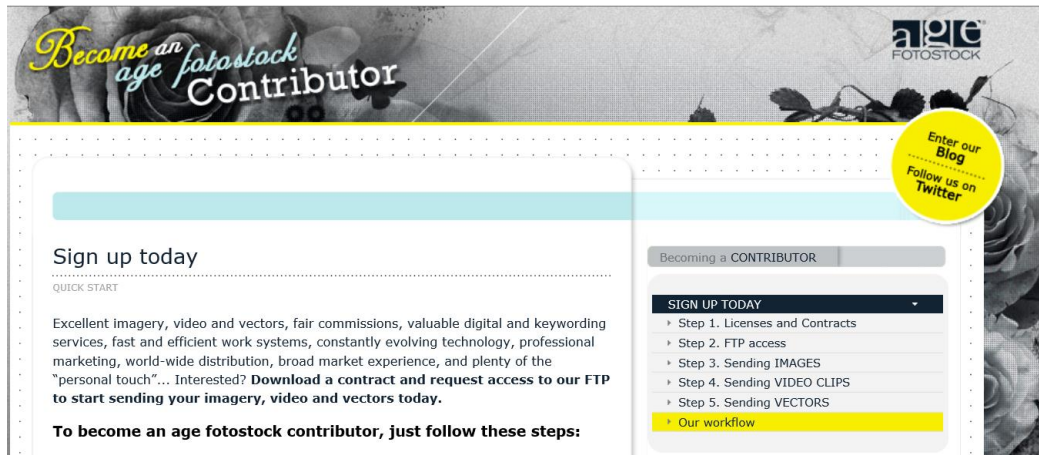 Become an
age fotostock
Contributor
age
FOTOSTOCK
Enter our
Blog
Follow us on
Twitter
Sign up today
QUICK START
Excellent imagery, video and vectors, fair commissions, valuable digital and keywording
services, fast and efficient work systems, constantly evolving technology, professional
marketing, world-wide distribution, broad market experience, and plenty of the
"personal touch"... Interested? Download a contract and request access to our FTP
to start sending your imagery, video and vectors today.
To become an age fotostock contributor, just follow these steps:
Becoming a CONTRIBUTOR
SIGN UP TODAY
Step 1. Licenses and Contracts
Step 2. FTP access
Step 3. Sending IMAGES
Step 4. Sending VIDEO CLIPS
Step 5. Sending VECTORS
Our workflow